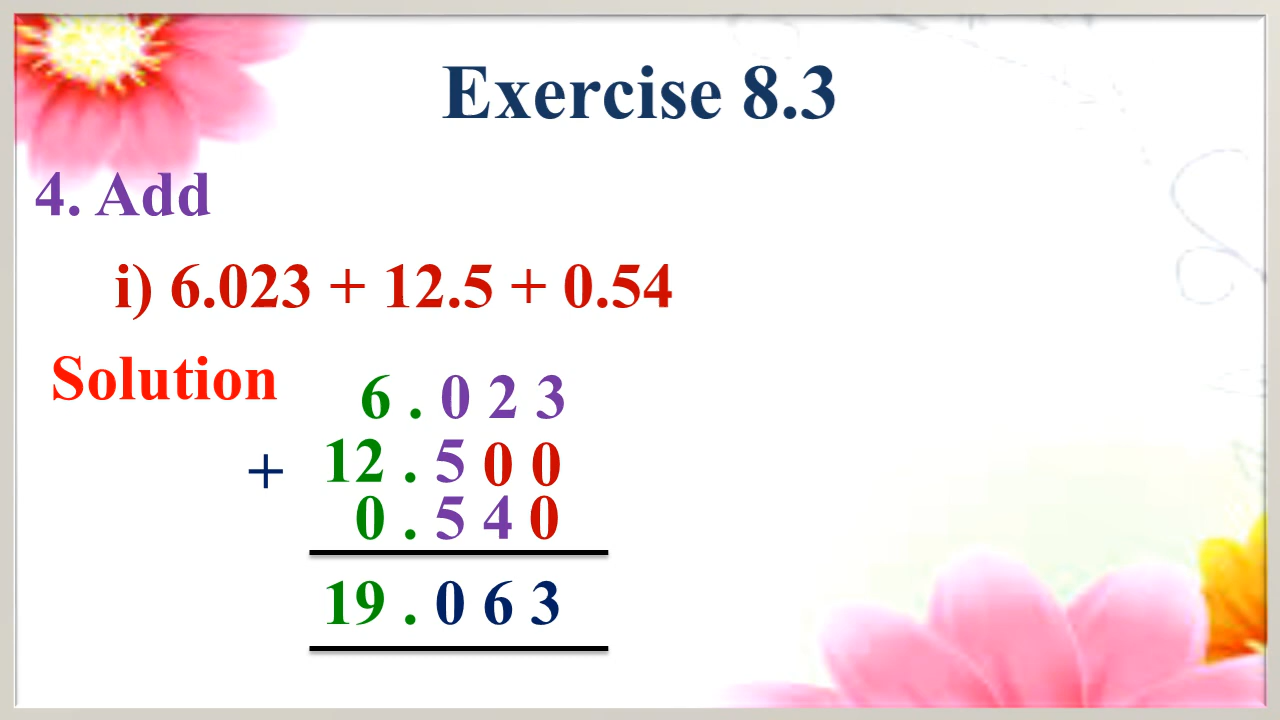 Exercise 8.3
4. Add
i) 6.023 + 12.5 + 0.54
Solution
6 . 0 2 3
+ 12 . 5 0 0
0 . 5 4 0
19 . 0 6 3